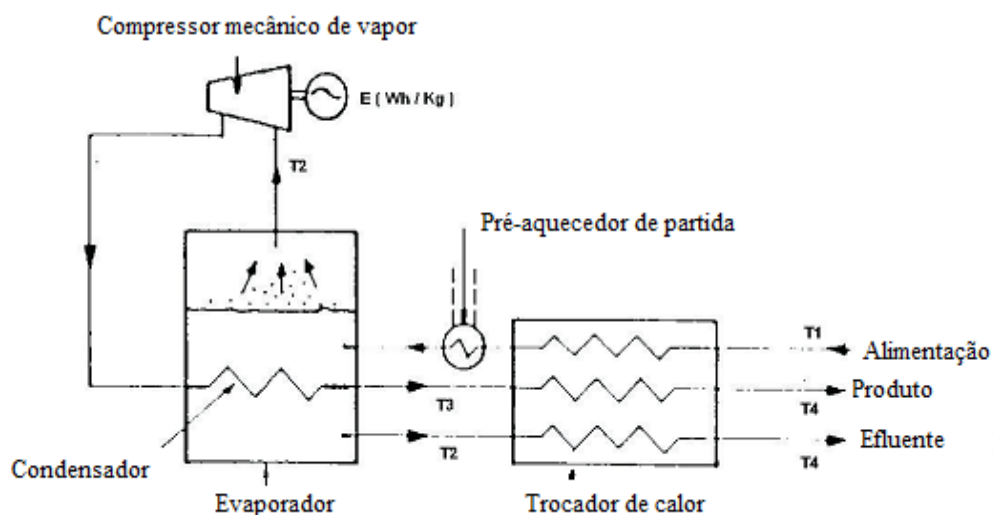 Compressor mecânico de vapor
E ( Wh / Kg )
T2
Pré-aquecedor de partida
T1
Alimentação
Produto
T3
T4
Efluente
T2
T4
Condensador
Evaporador
Trocador de calor